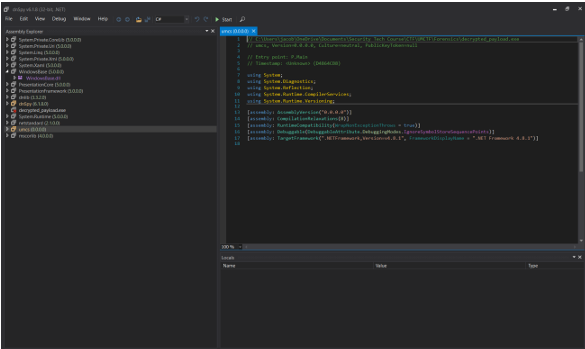 dnSpy v6.1.8 (32-bit, .NET)
File Edit View Debug Window Help C# Start
Assembly Explorer
System.Private.CoreLib (5.0.0.0)
System.Private.Uri (5.0.0.0)
System.Linq (5.0.0.0)
System.Private.Xml (5.0.0.0)
System.Xaml (5.0.0.0)
WindowsBase (5.0.0.0)
WindowsBase.dll
PresentationCore (5.0.0.0)
PresentationFramework (5.0.0.0)
dnlib (3.3.2.0)
dnSpy (6.1.8.0)
decrypted_payload.exe
System.Runtime (5.0.0.0)
netstandard (2.1.0.0)
umcs (0.0.0.0)
mscorlib (4.0.0.0)
umcs (0.0.0.0)
1 // C:\Users\jacob\OneDrive\Documents\Security Tech Course\CTF\UMCTF\Forensics\decrypted_payload.exe
2 // umcs, Version=0.0.0.0, Culture=neutral, PublicKeyToken=null
3
4 // Entry point: P.Main
5
6
7 using System;
8 using System.Diagnostics;
9 using System.Reflection;
10 using System.Runtime.CompilerServices;
11 using System.Runtime.Versioning;
12
13 [assembly: AssemblyVersion("0.0.0.0")]
14 [assembly: CompilationRelaxations(8)]
15 [assembly: RuntimeCompatibility(WrapNonExceptionThrows = true)]
16 [assembly: Debuggable(DebuggableAttribute.DebuggingModes.IgnoreSymbolStoreSequencePoints)]
17 [assembly: TargetFramework(".NETFramework,Version=v4.8.1", FrameworkDisplayName = ".NET Framework 4.8.1")]
18
100 %
Locals
Name Value Type